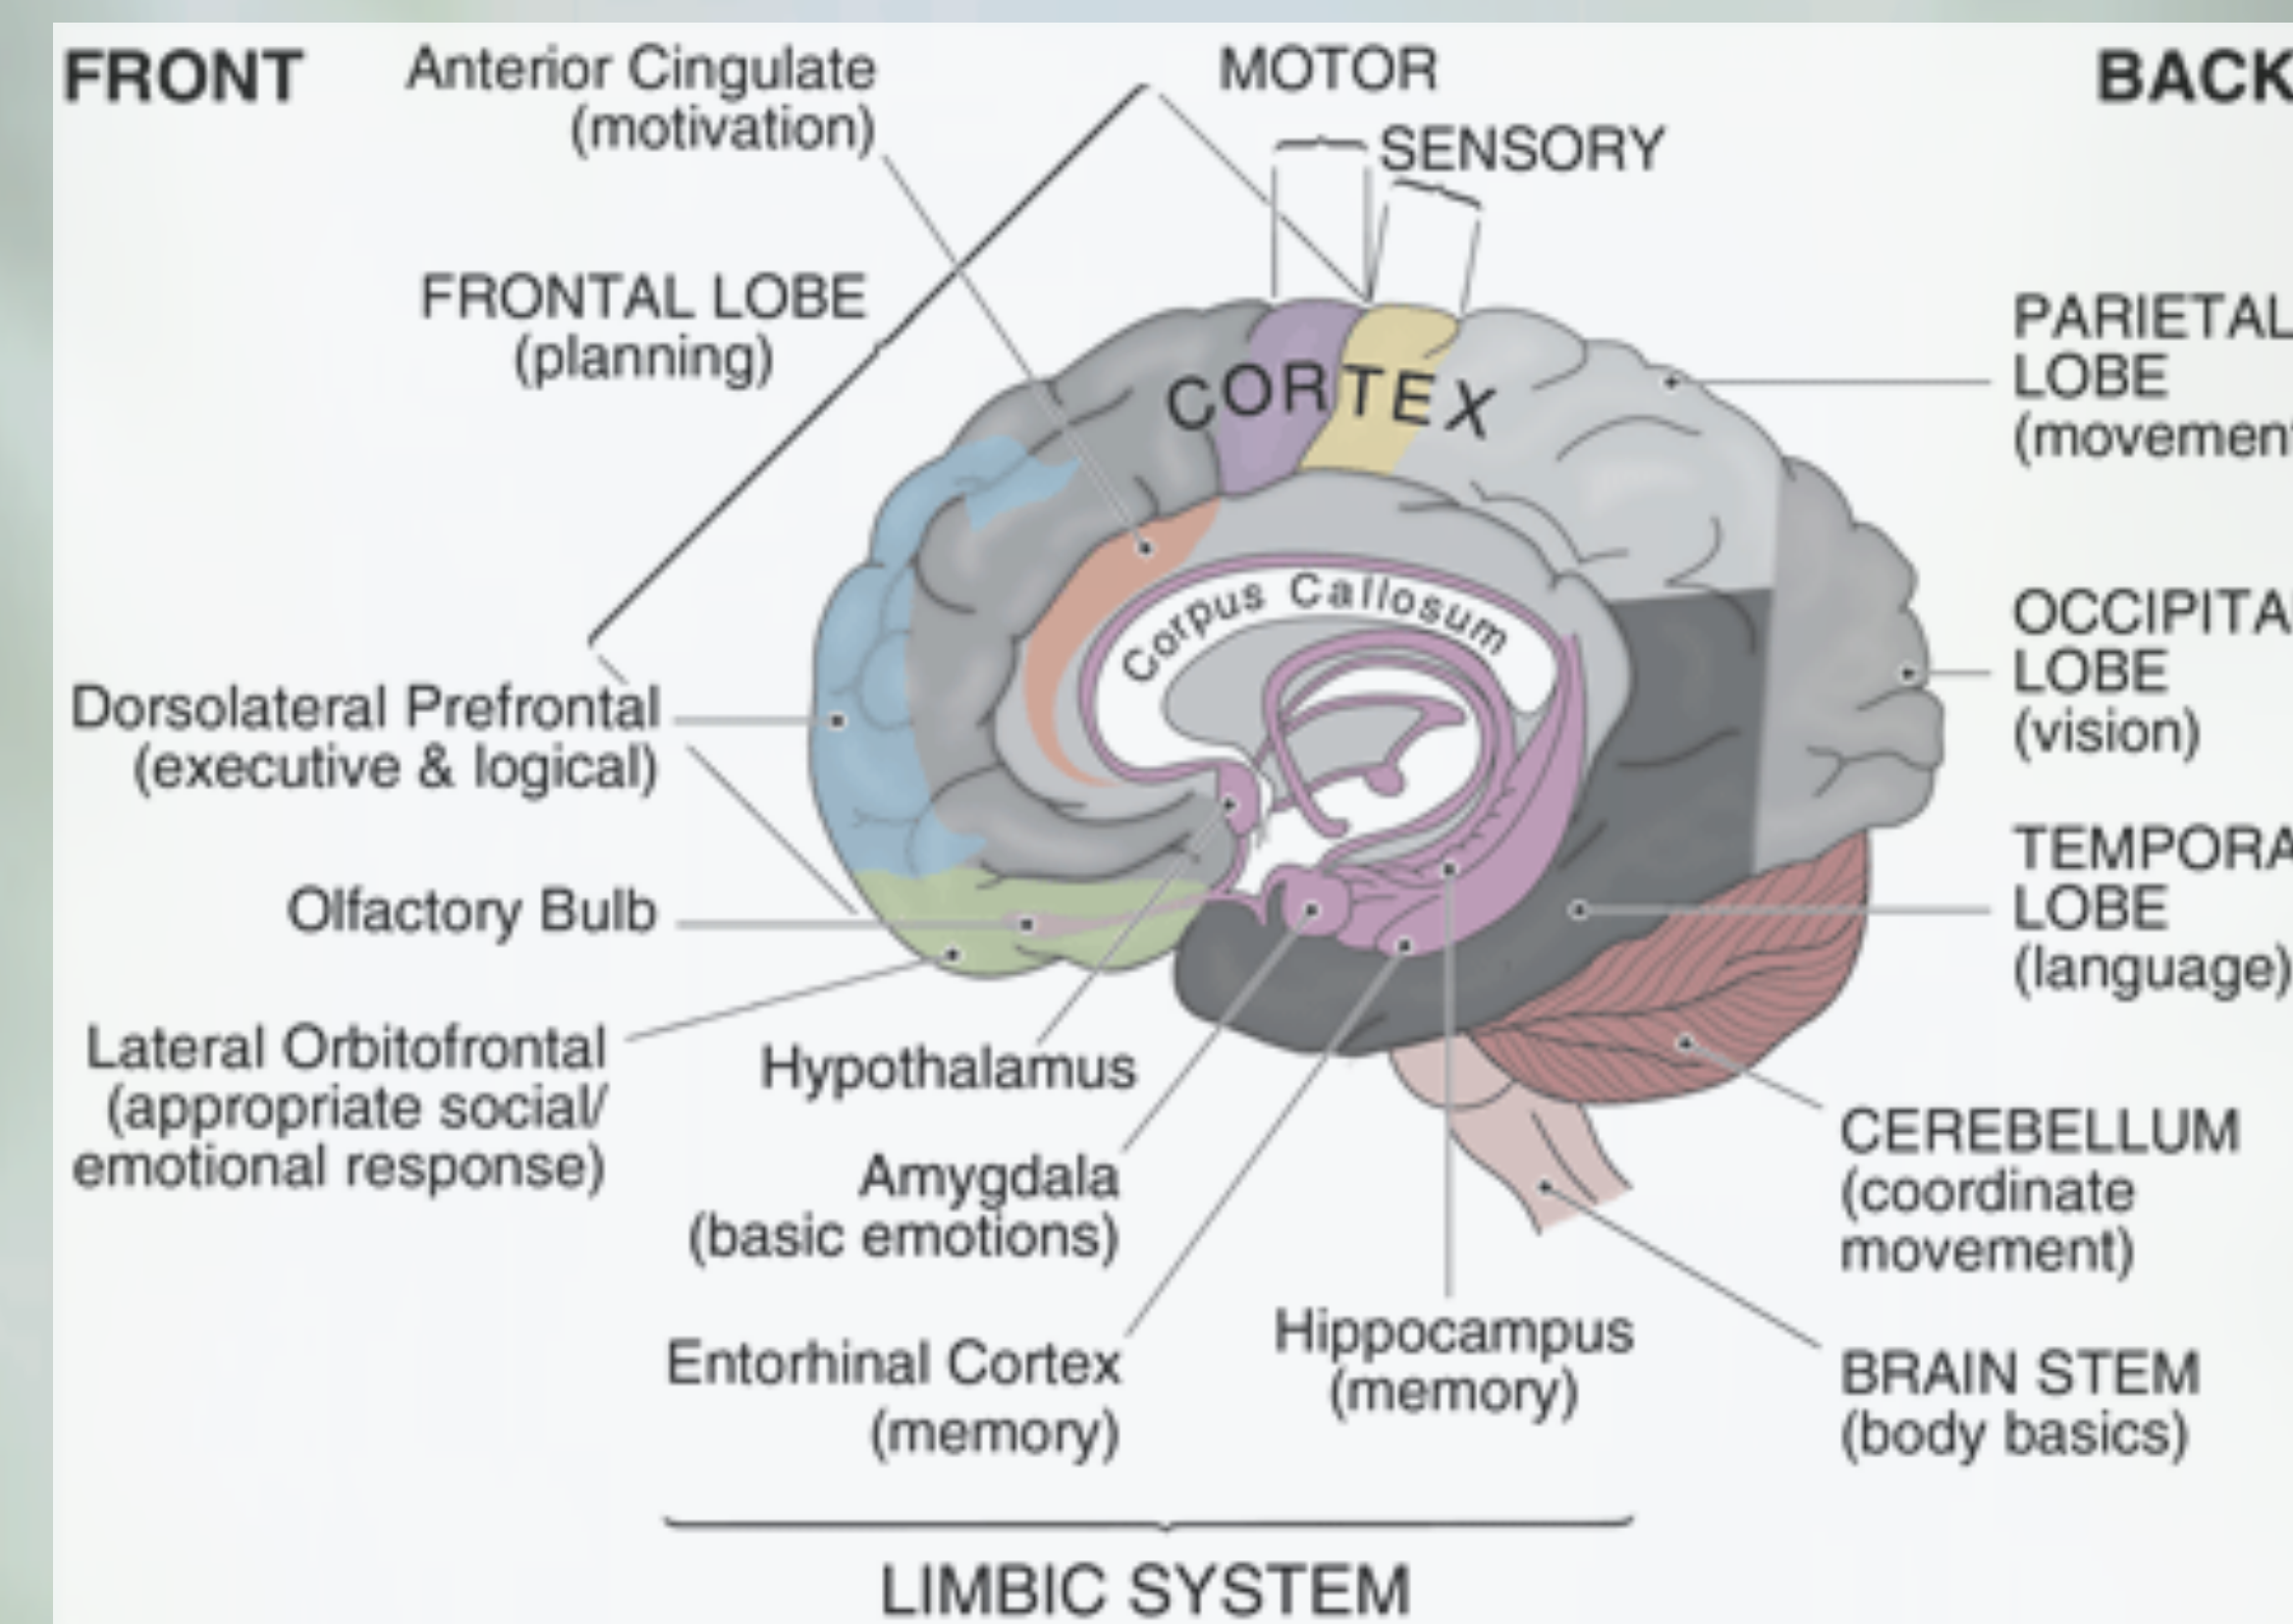 FRONT
BACK
Anterior Cingulate
(motivation)
MOTOR
SENSORY
FRONTAL LOBE
(planning)
CORTEX
PARIETAL
LOBE
(movement
Corpus Callosum
OCCIPITA
LOBE
(vision)
Dorsolateral Prefrontal
(executive & logical)
TEMPORA
LOBE
(language)
Olfactory Bulb
Lateral Orbitofrontal
(appropriate social/
emotional response)
Hypothalamus
Amygdala
(basic emotions)
CEREBELLUM
(coordinate
movement)
Entorhinal Cortex
(memory)
Hippocampus
(memory)
BRAIN STEM
(body basics)
LIMBIC SYSTEM